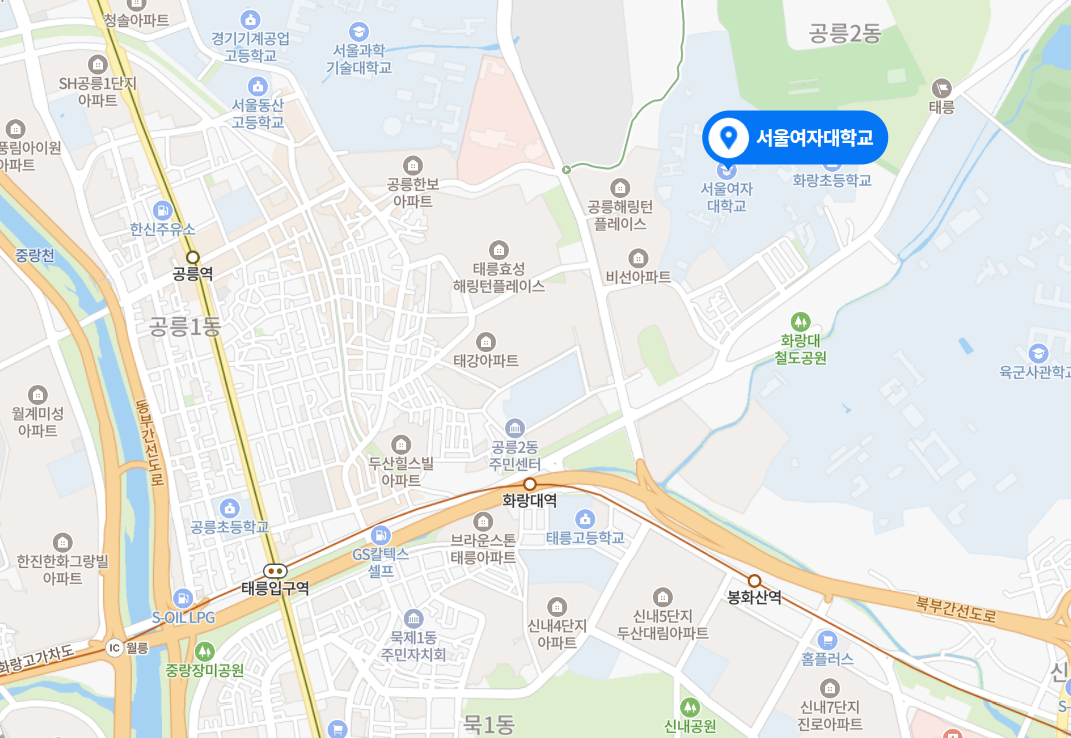 청솔아파트
경기기계공업
고등학교
서울과학
기술대학교
공릉2동
SH공릉1단지
아파트
서울동산
고등학교
태릉
풍림아이원
아파트
서울여자대학교
공릉한보
아파트
서울여자
대학교
화랑초등학교
공릉해링턴
플레이스
한신주유소
중랑천
공릉역
태릉효성
해링턴플레이스
비선아파트
공릉1동
태강아파트
화랑대
철도공원
육군사관학교
월계미성
아파트
동부간선도로
공릉2동
주민센터
두산힐스빌
아파트
화랑대역
공릉초등학교
브라운스톤
태릉아파트
태릉고등학교
GS칼텍스
셀프
한진한화그랑빌
아파트
태릉입구역
봉화산역
S-OIL LPG
북부간선도로
신내4단지
아파트
신내5단지
두산대림아파트
묵제1동
주민자치회
IC 월릉
화랑고가차도
중랑장미공원
홈플러스
신
S-
신내7단지
진로아파트
신내공원
묵1동